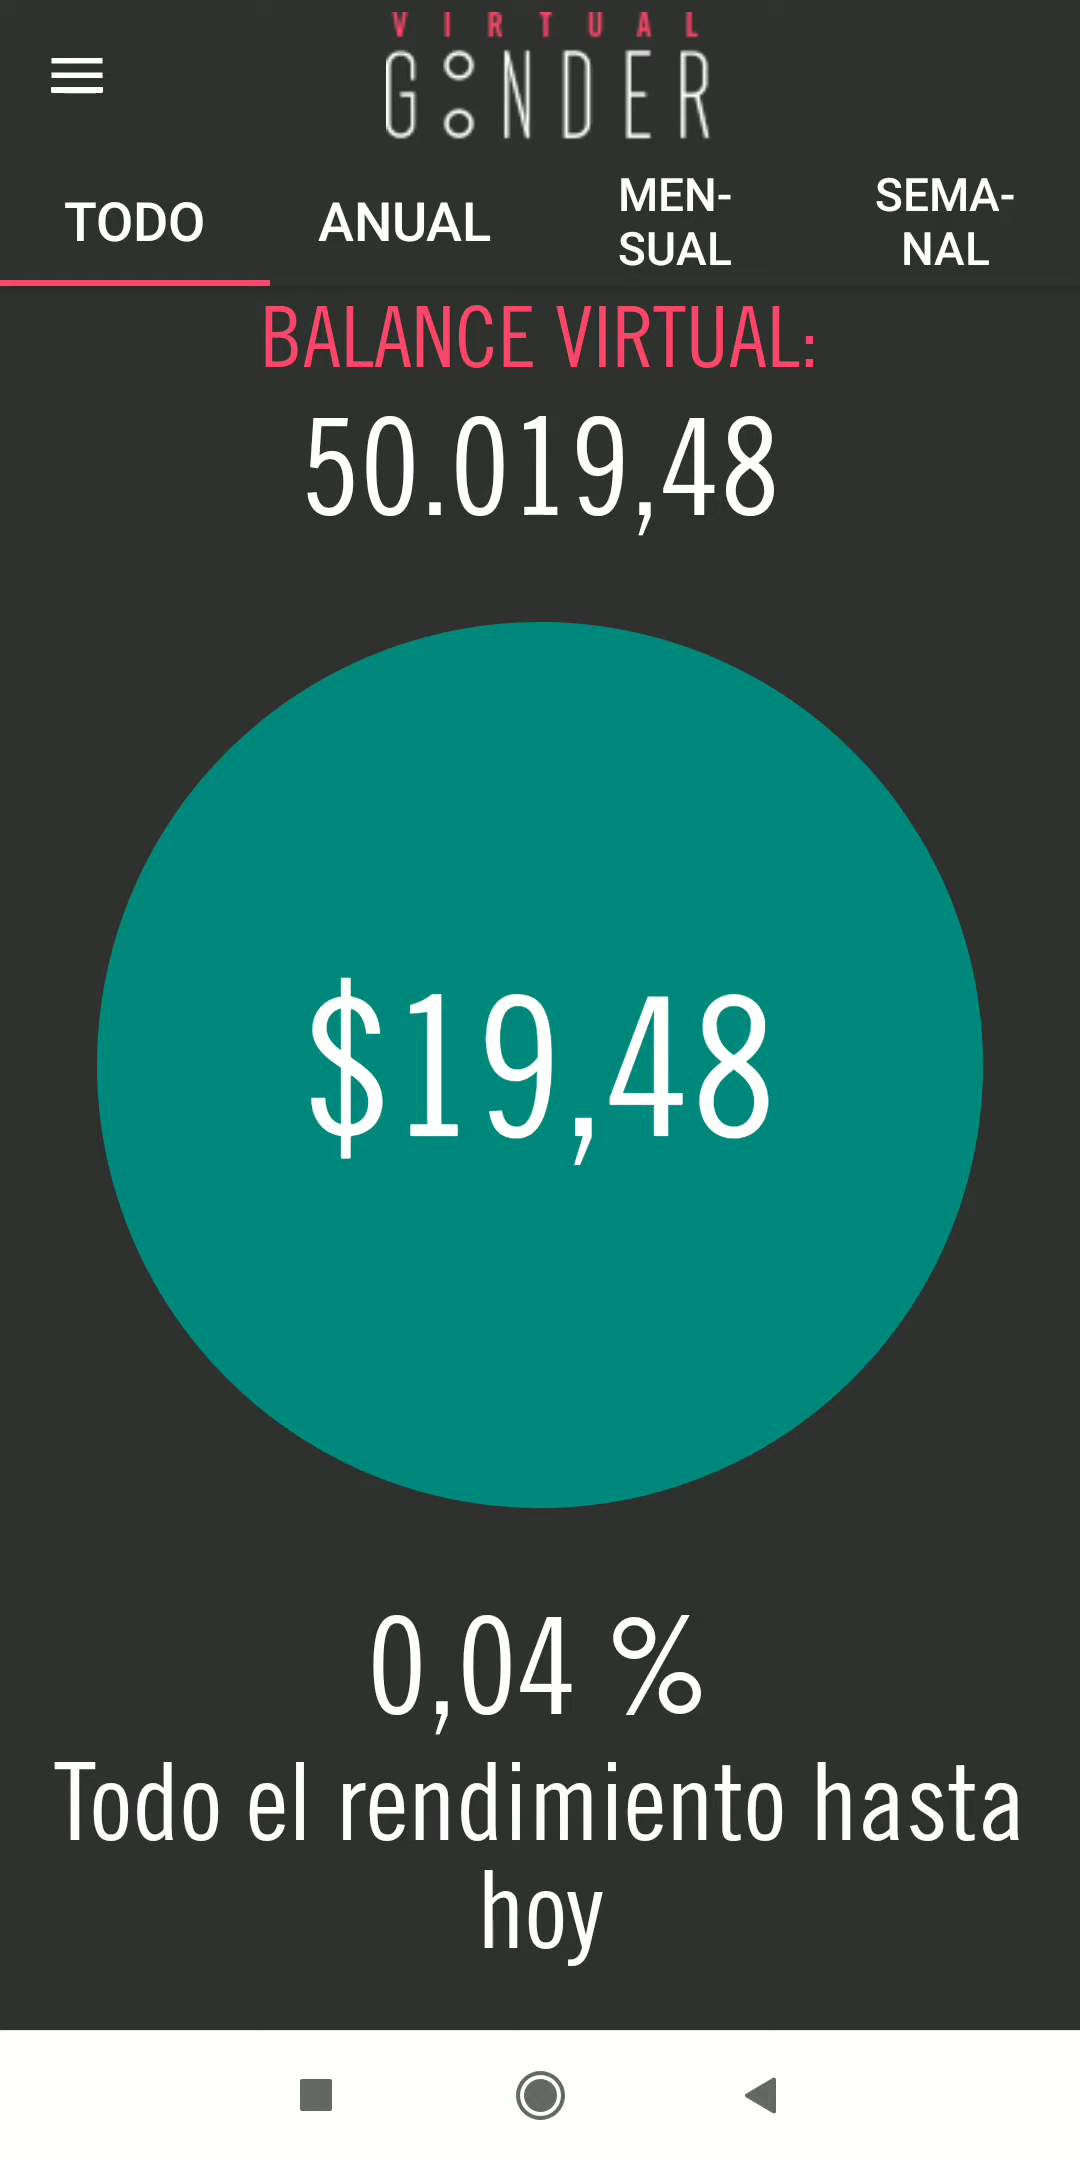 VIRTUAL
GOONDER
TODO
ANUAL
MEN-
SUAL
SEMA-
NAL
BALANCE VIRTUAL:
50.019,48
$19,48
0,04 %
Todo el rendimiento hasta
hoy